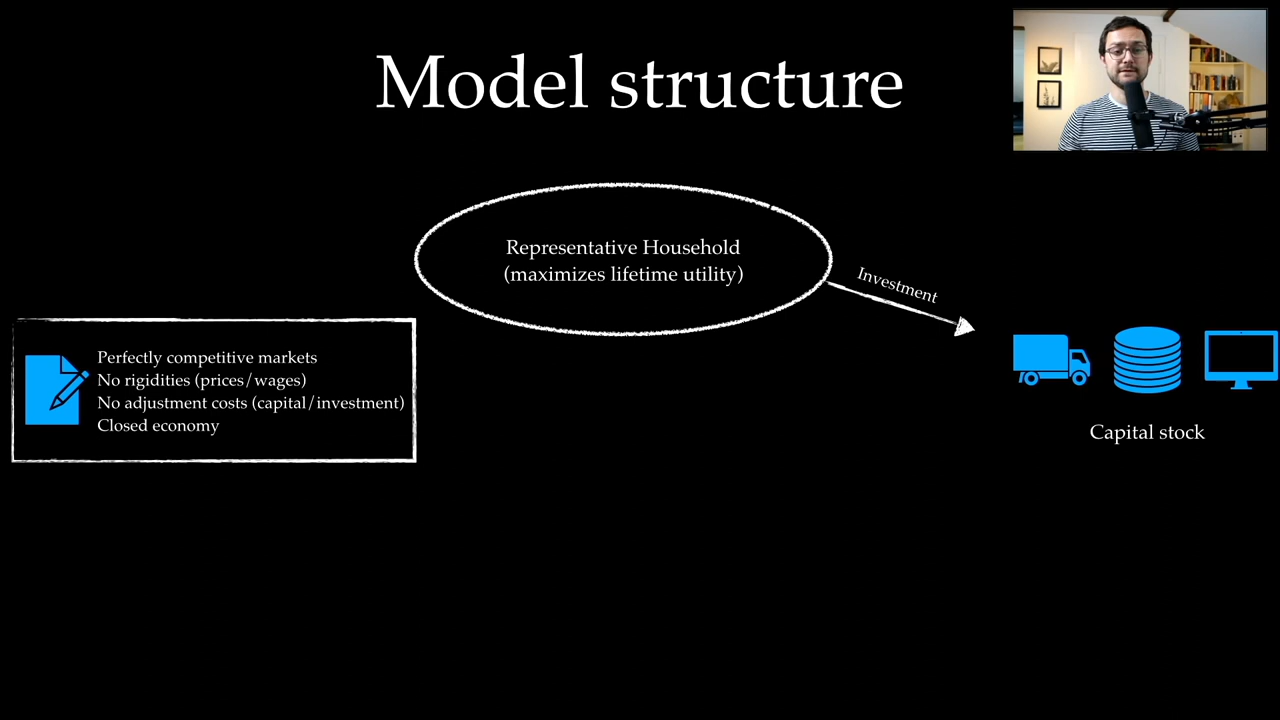 Model structure
Representative Household
(maximizes lifetime utility)
Investment
Perfectly competitive markets
No rigidities (prices/wages)
No adjustment costs (capital/investment)
Closed economy
Capital stock